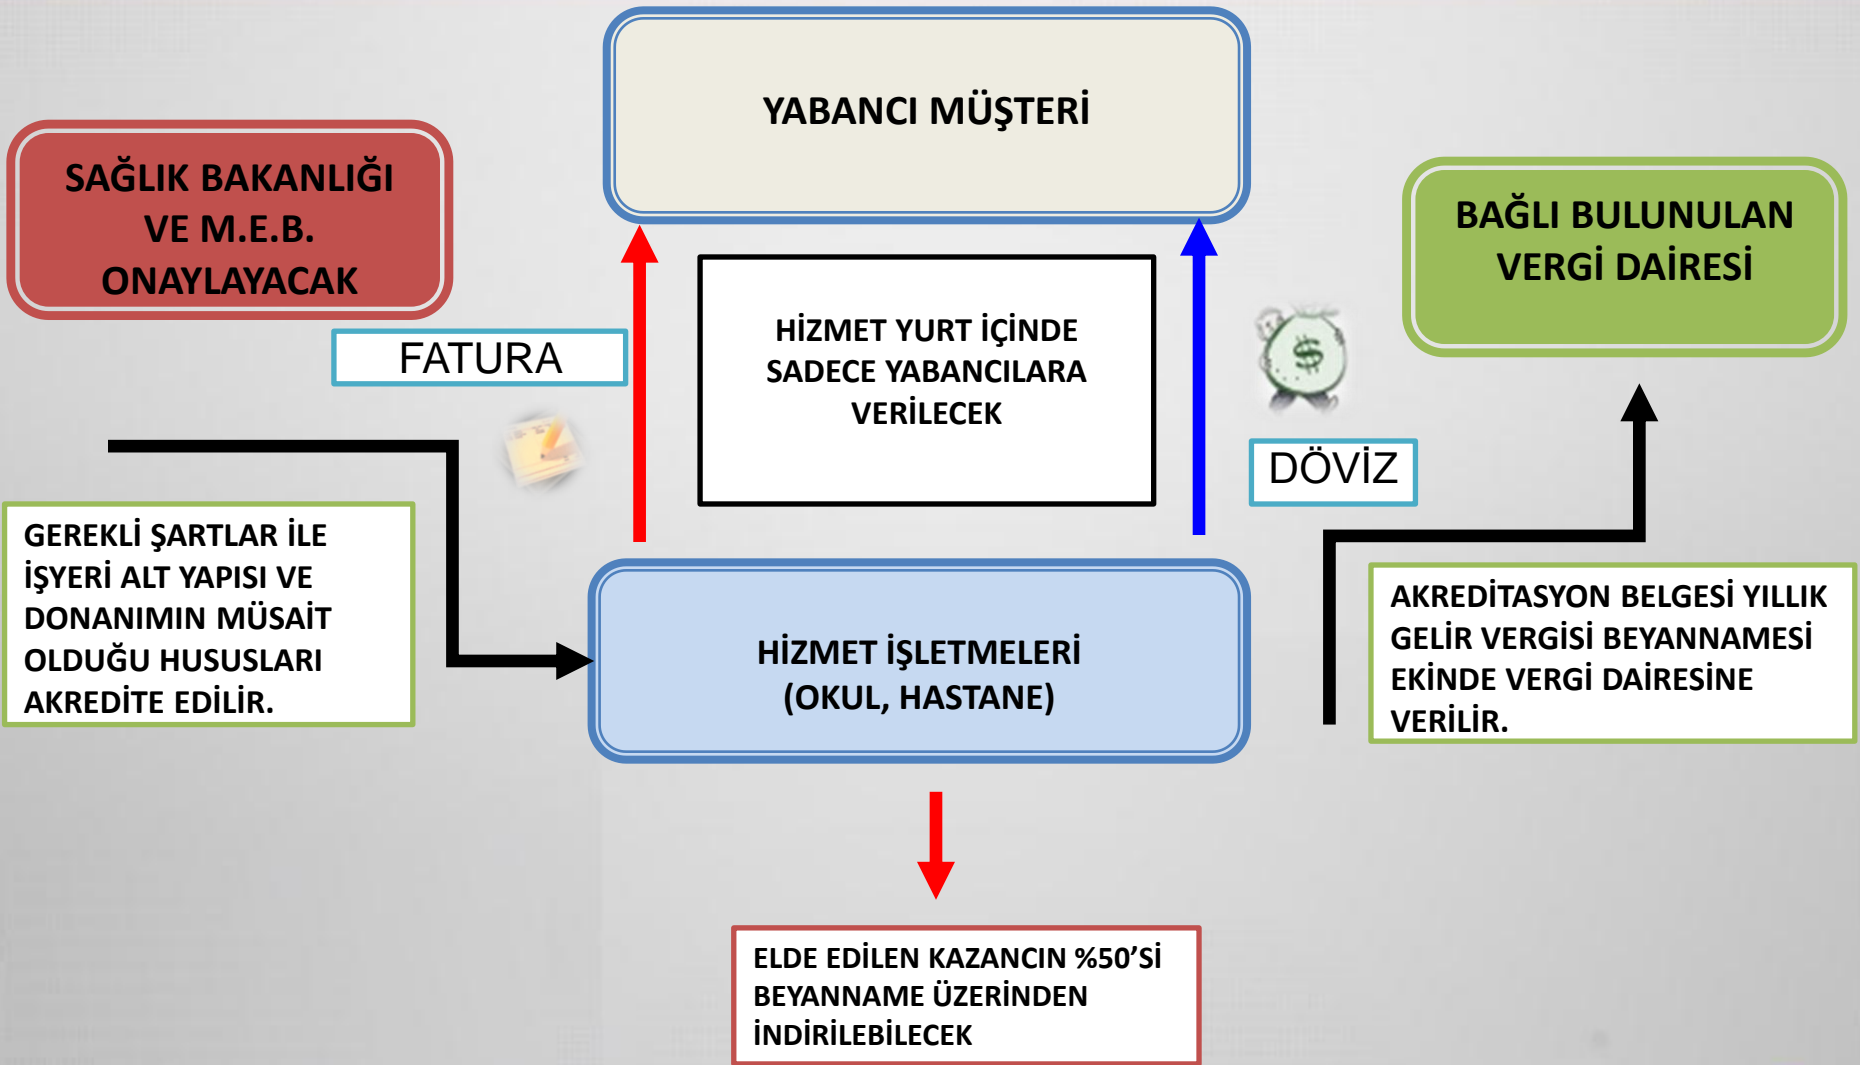 YABANCI MÜŞTERİ
SAĞLIK BAKANLIĞI
VE M.E.B.
ONAYLAYACAK
BAĞLI BULUNULAN
VERGİ DAİRESİ
FATURA
HİZMET YURT İÇİNDE
SADECE YABANCILARA
VERİLECEK
$
DÖVİZ
GEREKLİ ŞARTLAR İLE
İŞYERİ ALT YAPISI VE
DONANIMIN MÜSAİT
OLDUĞU HUSUSLARI
AKREDİTE EDİLİR.
HİZMET İŞLETMELERİ
(OKUL, HASTANE)
AKREDİTASYON BELGESİ YILLIK
GELİR VERGİSİ BEYANNAMESİ
EKİNDE VERGİ DAİRESİNE
VERİLİR.
ELDE EDİLEN KAZANCIN %50’Sİ
BEYANNAME ÜZERİNDEN
İNDİRİLEBİLECEK